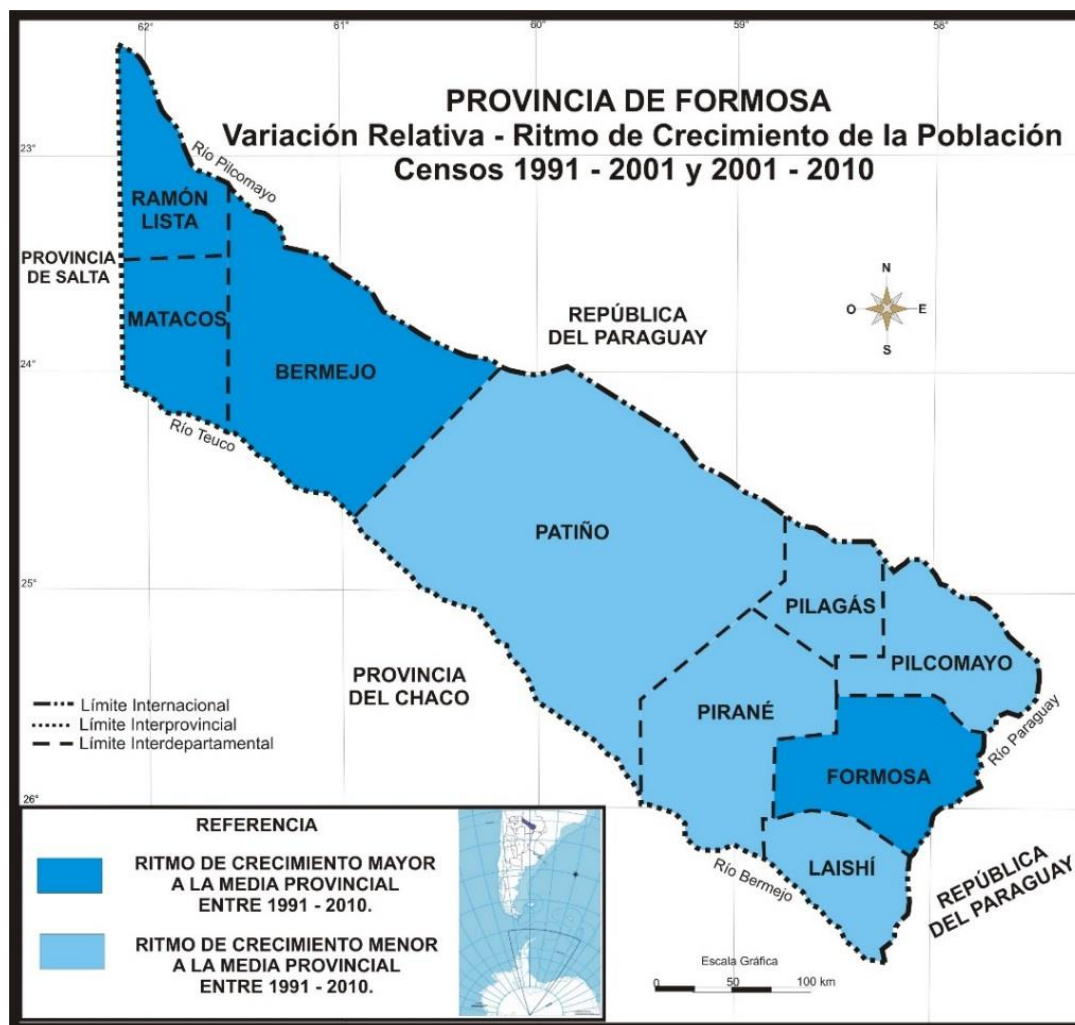 62°
61°
60°
59°
58°
PROVINCIA DE FORMOSA
Variación Relativa - Ritmo de Crecimiento de la Población
Censos 1991 - 2001 y 2001 - 2010
23°
Río Pilcomayo
RAMÓN
LISTA
PROVINCIA
DE SALTA
MATACOS
BERMEJO
REPÚBLICA
DEL PARAGUAY
N
O
E
S
24°
Río Teuco
PATIÑO
25°
PILAGÁS
PILCOMAYO
PROVINCIA
DEL CHACO
PIRANÉ
Río Paraguay
FORMOSA
Límite Internacional
Límite Interprovincial
Límite Interdepartamental
26°
LAISHÍ
Río Bermejo
REPÚBLICA
DEL PARAGUAY
REFERENCIA
RITMO DE CRECIMIENTO MAYOR
A LA MEDIA PROVINCIAL
ENTRE 1991 - 2010.
RITMO DE CRECIMIENTO MENOR
A LA MEDIA PROVINCIAL
ENTRE 1991 - 2010.
Escala Gráfica
0 50 100 km